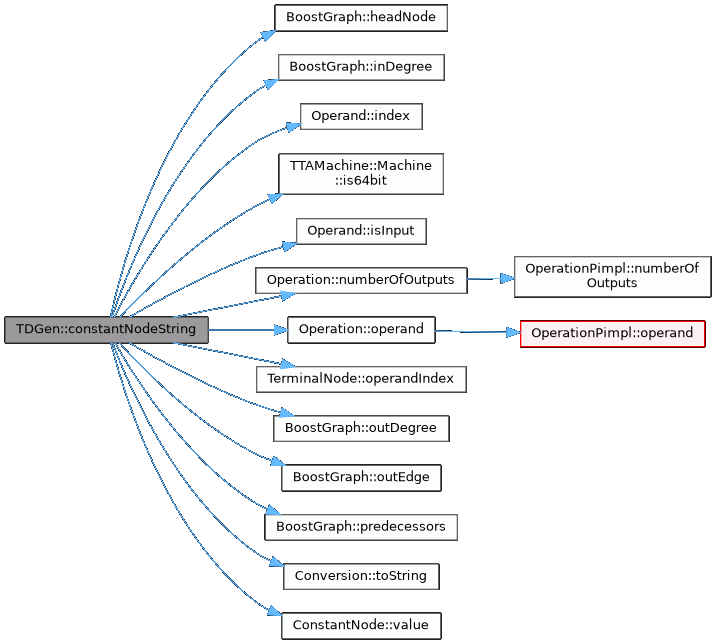 BoostGraph::headNode
BoostGraph::inDegree
Operand::index
TTAMachine::Machine
::is64bit
Operand::isInput
Operation::numberOfOutputs
OperationPimpl::numberOf
Outputs
TDGen::constantNodeString
Operation::operand
OperationPimpl::operand
TerminalNode::operandIndex
BoostGraph::outDegree
BoostGraph::outEdge
BoostGraph::predecessors
Conversion::toString
ConstantNode::value